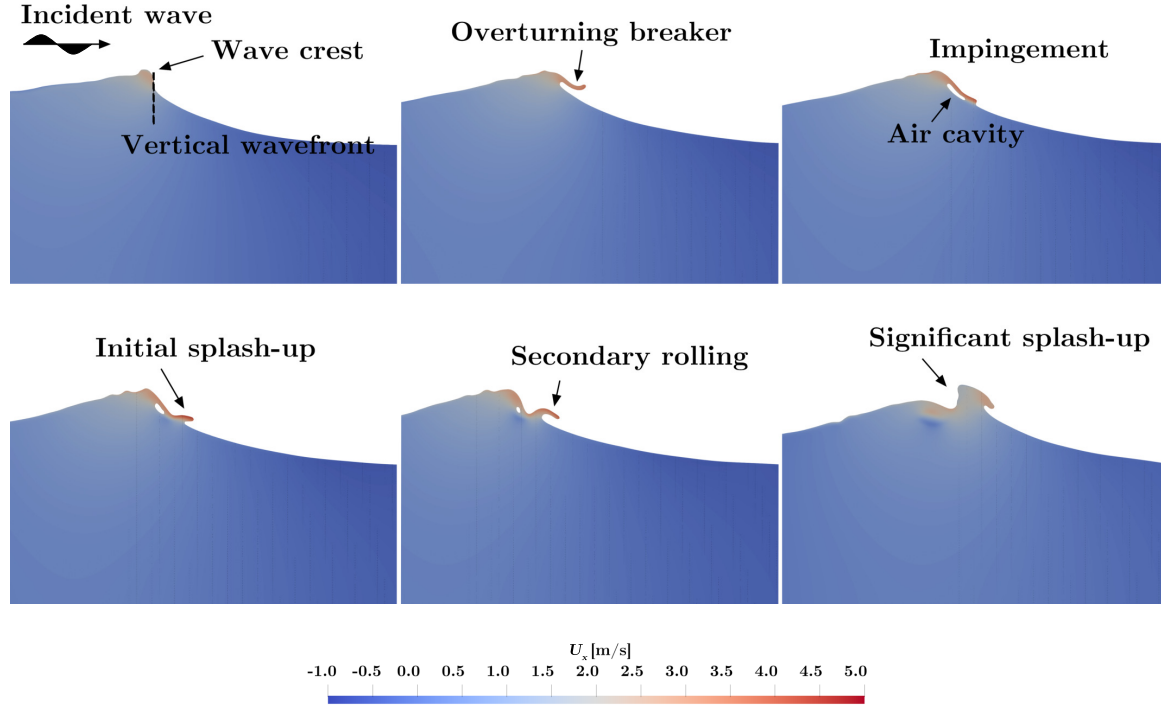 Incident wave
Wave crest
Vertical wavefront
Overturning breaker
Impingement
Air cavity
Initial splash-up
Secondary rolling
Significant splash-up
Ux [m/s]
-1.0 -0.5 0.0 0.5 1.0 1.5 2.0 2.5 3.0 3.5 4.0 4.5 5.0